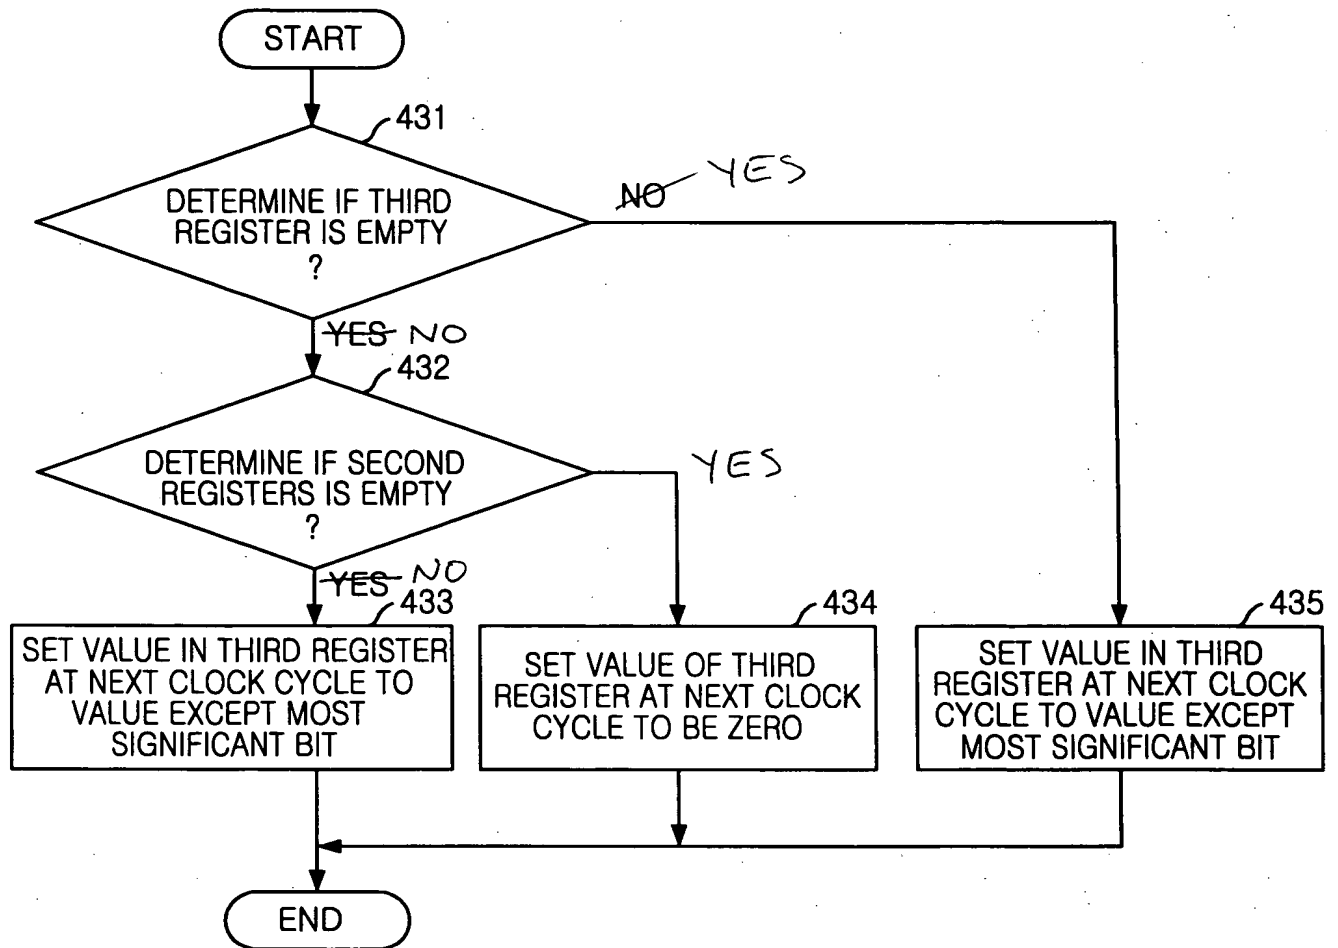 START
431
DETERMINE IF THIRD
REGISTER IS EMPTY
?
NO YES
YES NO
432
DETERMINE IF SECOND
REGISTERS IS EMPTY
?
YES
YES NO
433
SET VALUE IN THIRD REGISTER
AT NEXT CLOCK CYCLE TO
VALUE EXCEPT MOST
SIGNIFICANT BIT
434
SET VALUE OF THIRD
REGISTER AT NEXT CLOCK
CYCLE TO BE ZERO
435
SET VALUE IN THIRD
REGISTER AT NEXT CLOCK
CYCLE TO VALUE EXCEPT
MOST SIGNIFICANT BIT
END